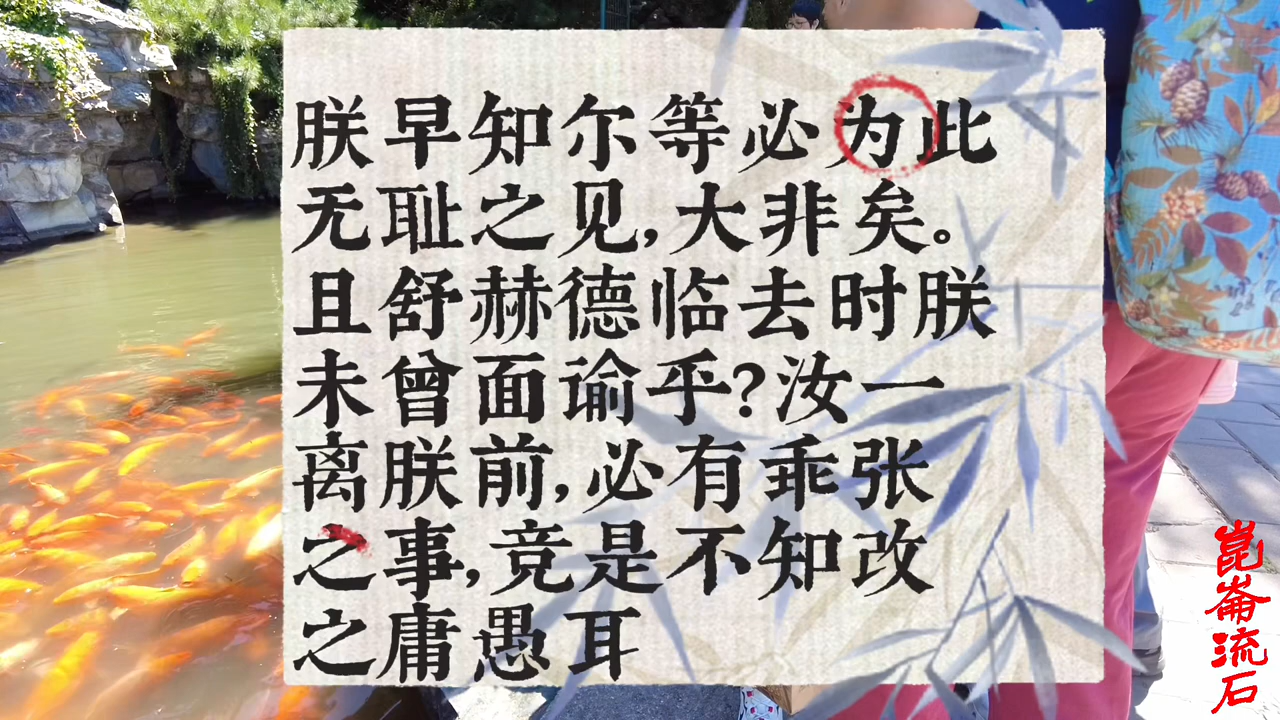 朕早知尔等必为此
无耻之见,大非矣。
且舒赫德临去时朕
未曾面谕乎?汝一
离朕前,必有乖张
之事,竞是不知改
之庸愚耳
崑崙流石